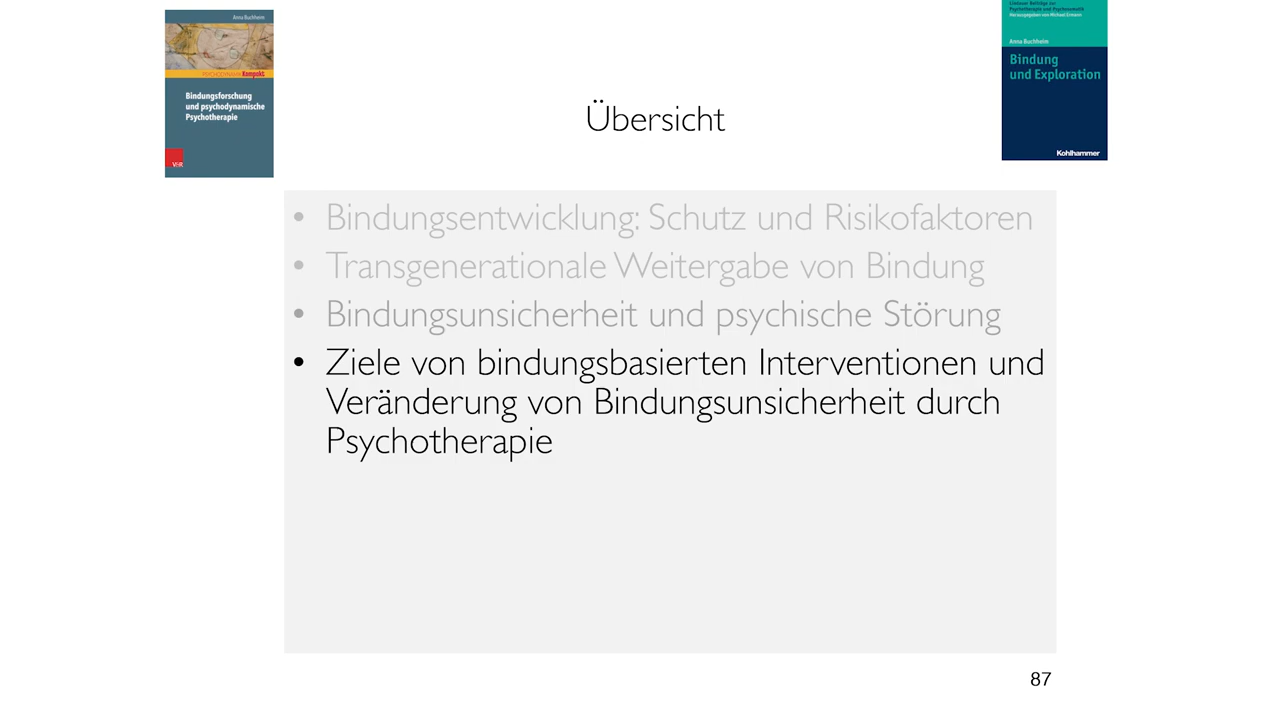 Anna Buchheim
PSYCHODYNAMIK Kompakt
Bindungsforschung
und psychodynamische
Psychotherapie
V&R
Lindauer Beiträge zur
Psychotherapie und Psychosomatik
Herausgegeben von Michael Ermann
Anna Buchheim
Bindung
und Exploration
Kohlhammer
Übersicht
• Bindungsentwicklung: Schutz und Risikofaktoren
• Transgenerationale Weitergabe von Bindung
• Bindungsunsicherheit und psychische Störung
• Ziele von bindungsbasierten Interventionen und
Veränderung von Bindungsunsicherheit durch
Psychotherapie
87